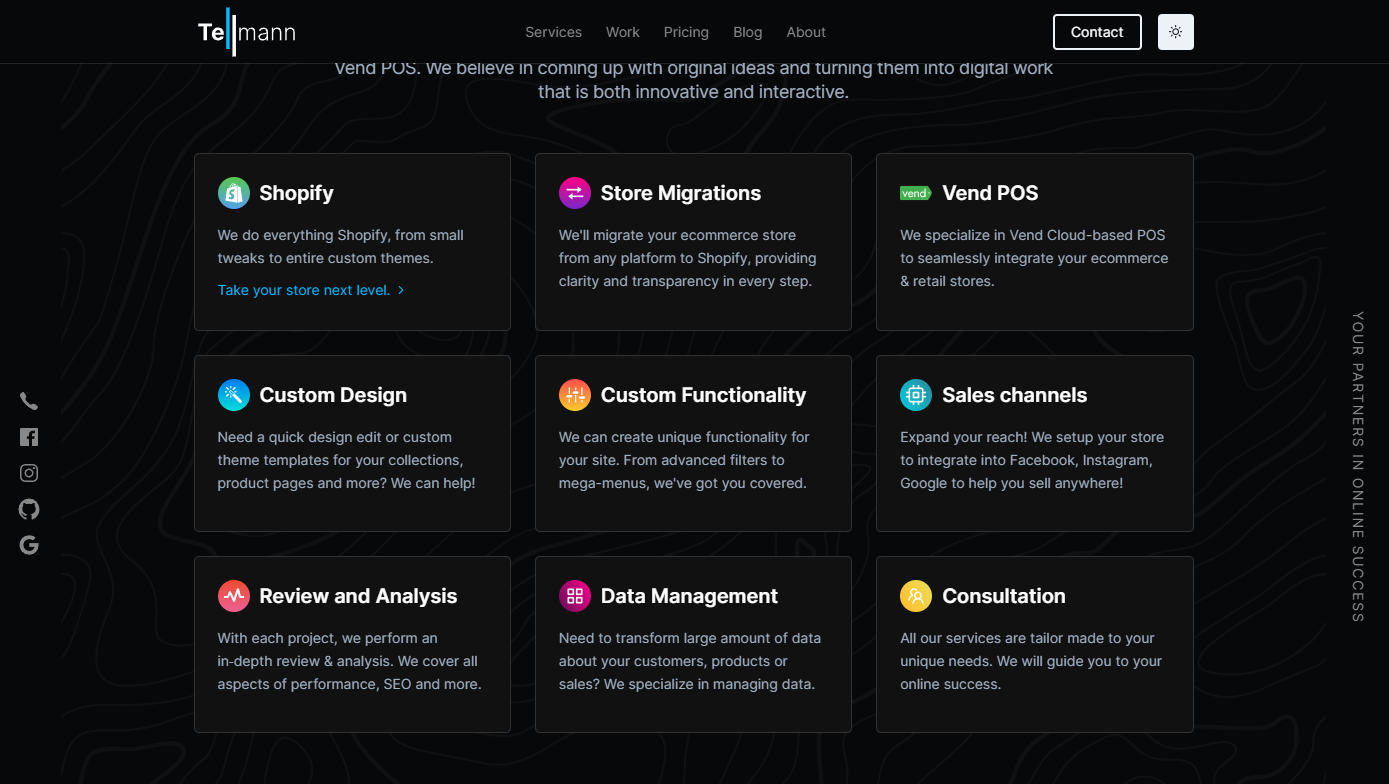 Tellmann
Services
Work
Pricing
Blog
About
Contact
Vend POS. We believe in coming up with original ideas and turning them into digital work
that is both innovative and interactive.
Shopify
We do everything Shopify, from small
tweaks to entire custom themes.
Take your store next level.
Store Migrations
We'll migrate your ecommerce store
from any platform to Shopify, providing
clarity and transparency in every step.
vend
Vend POS
We specialize in Vend Cloud-based POS
to seamlessly integrate your ecommerce
& retail stores.
Custom Design
Need a quick design edit or custom
theme templates for your collections,
product pages and more? We can help!
Custom Functionality
We can create unique functionality for
your site. From advanced filters to
mega-menus, we've got you covered.
Sales channels
Expand your reach! We setup your store
to integrate into Facebook, Instagram,
Google to help you sell anywhere!
Review and Analysis
With each project, we perform an
in-depth review & analysis. We cover all
aspects of performance, SEO and more.
Data Management
Need to transform large amount of data
about your customers, products or
sales? We specialize in managing data.
Consultation
All our services are tailor made to your
unique needs. We will guide you to your
online success.
YOUR PARTNERS IN ONLINE SUCCESS